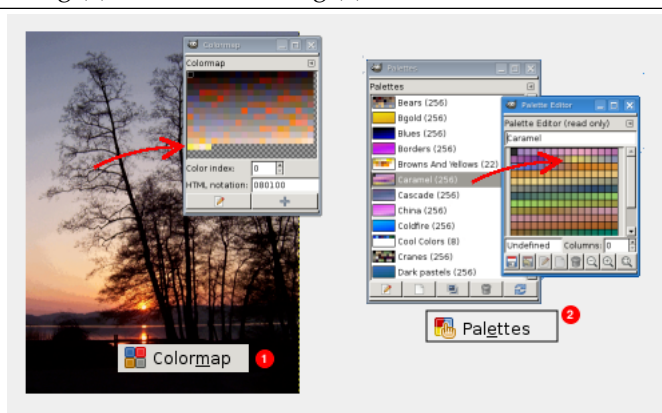 Colormap
Colormap
Color index: 0
HTML notation: 080100
Colormap
1
Palettes
Palettes
Bears (256)
Bgold (256)
Blues (256)
Borders (256)
Browns And Yellows (22)
Caramel (256)
Cascade (256)
China (256)
Coldfire (256)
Cool Colors (8)
Cranes (256)
Dark pastels (256)
Palette Editor
Palette Editor (read only)
Caramel
Undefined Columns: 0
Palettes
2